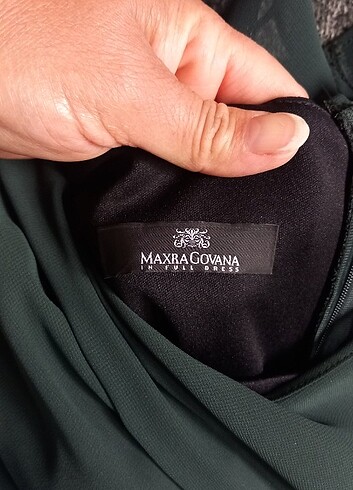 MAXRA GOVANA
IN FULL DRESS